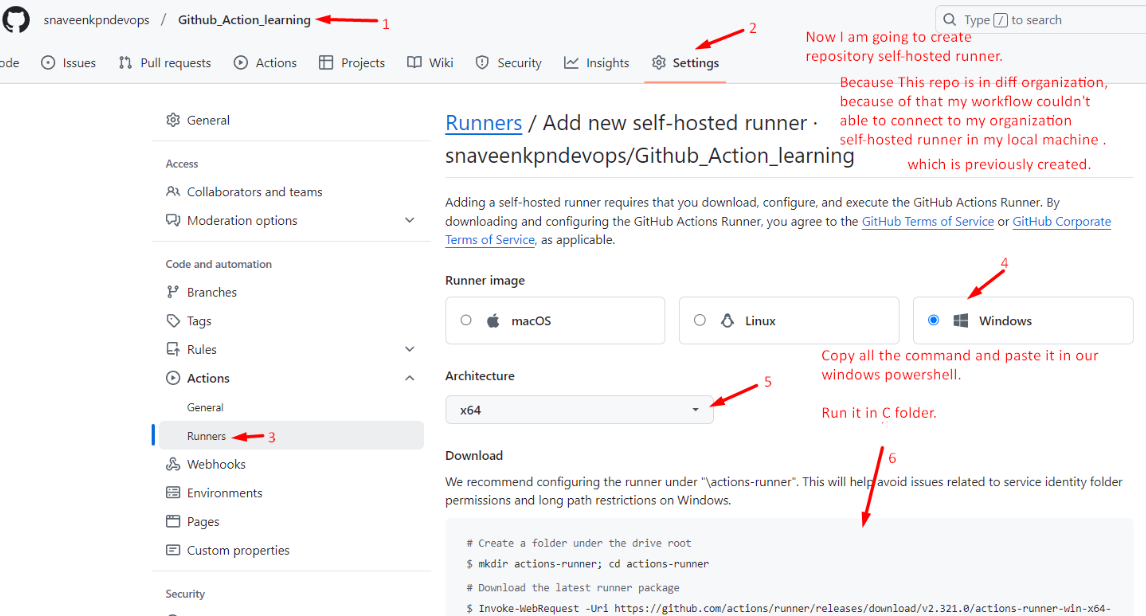 snaveenkpndevops / Github_Action_learning
1
Type / to search
ode
Issues
Pull requests
Actions
Projects
Wiki
Security
Insights
Settings
2
Now I am going to create
repository self-hosted runner.
Because This repo is in diff organization,
because of that my workflow couldn't
able to connect to my organization
self-hosted runner in my local machine .
which is previously created.
General
Access
Collaborators and teams
Moderation options
Code and automation
Branches
Tags
Rules
Actions
General
Runners
3
Webhooks
Environments
Pages
Custom properties
Security
Runners / Add new self-hosted runner ·
snaveenkpndevops/Github_Action_learning
Adding a self-hosted runner requires that you download, configure, and execute the GitHub Actions Runner. By
downloading and configuring the GitHub Actions Runner, you agree to the GitHub Terms of Service or GitHub Corporate
Terms of Service, as applicable.
Runner image
4
macOS
Linux
Windows
Copy all the command and paste it in our
windows powershell.
Run it in C folder.
Architecture
5
x64
6
Download
We recommend configuring the runner under "\actions-runner". This will help avoid issues related to service identity folder
permissions and long path restrictions on Windows.
# Create a folder under the drive root
$ mkdir actions-runner; cd actions-runner
# Download the latest runner package
$ Invoke-WebRequest -Uri https://github.com/actions/runner/releases/download/v2.321.0/actions-runner-win-x64-